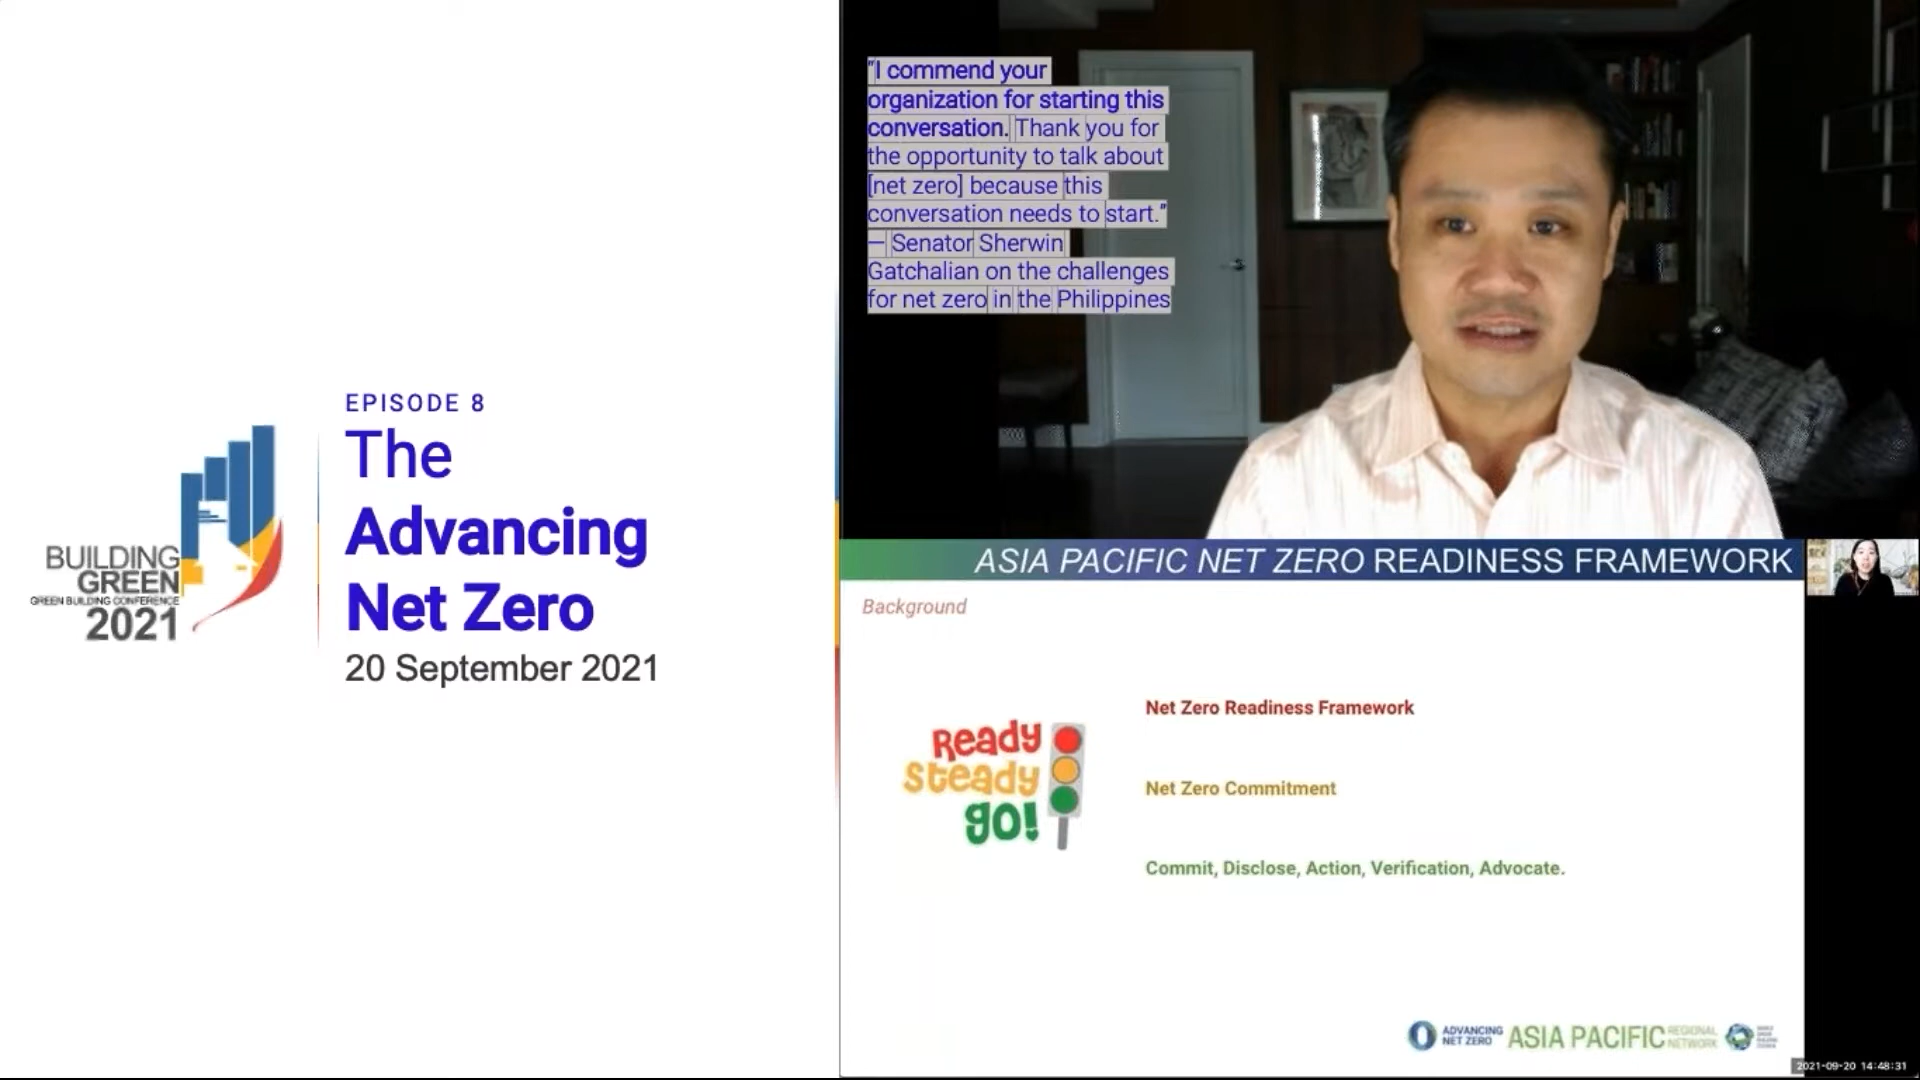 BUILDING
GREEN
GREEN BUILDING CONFERENCE
2021
EPISODE 8
The
Advancing
Net Zero
20 September 2021
"I commend your
organization for starting this
conversation. Thank you for
the opportunity to talk about
[net zero] because this
conversation needs to start."
— Senator Sherwin
Gatchalian on the challenges
for net zero in the Philippines
ASIA PACIFIC NET ZERO READINESS FRAMEWORK
Background
Ready
Steady
go!
Net Zero Readiness Framework
Net Zero Commitment
Commit, Disclose, Action, Verification, Advocate.
ADVANCING
NET ZERO
ASIA PACIFIC
REGIONAL
NETWORK
2021-09-20 14:48:31